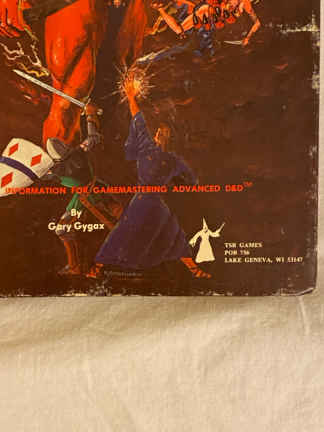 INFORMATION FOR GAMEMASTERING ADVANCED D&D™
By
Gary Gygax
TSR GAMES
POB 756
LAKE GENEVA, WI 53147